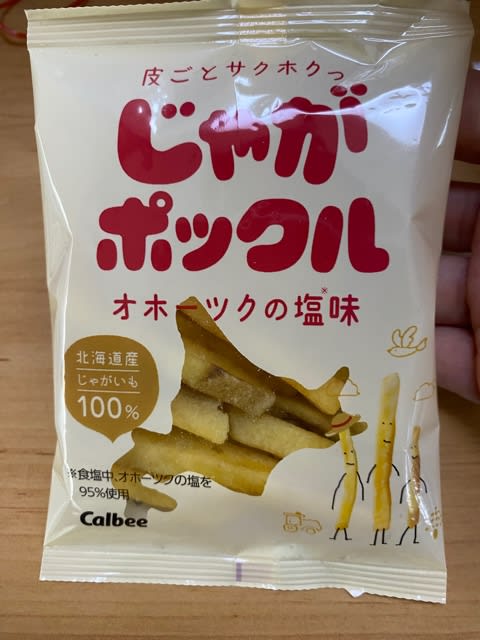 皮ごとサクホクっ
じゃが
ポックル
オホーツクの塩※味
北海道産
じゃがいも
100%
※食塩中、オホーツクの塩を
95%使用
Calbee